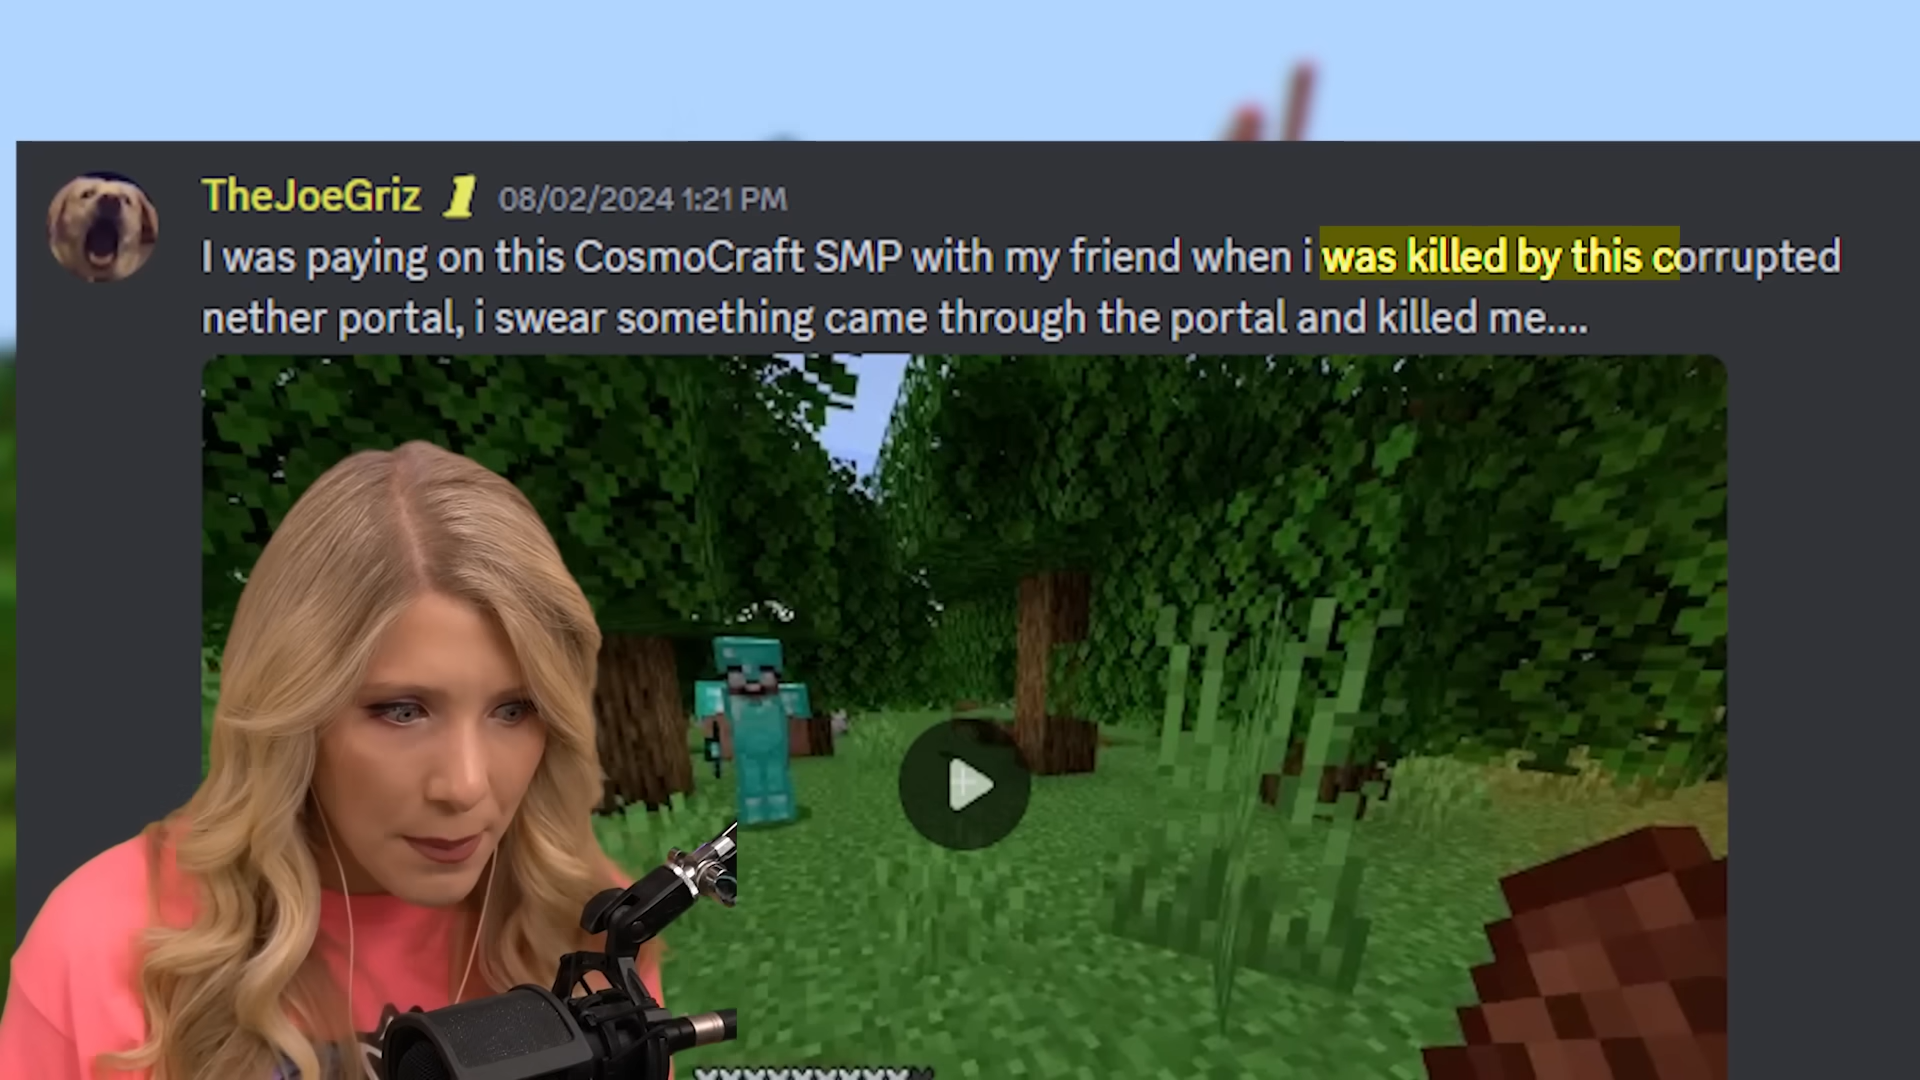 TheJoeGriz 08/02/2024 1:21 PM
I was paying on this CosmoCraft SMP with my friend when i was killed by this corrupted
nether portal, i swear something came through the portal and killed me....